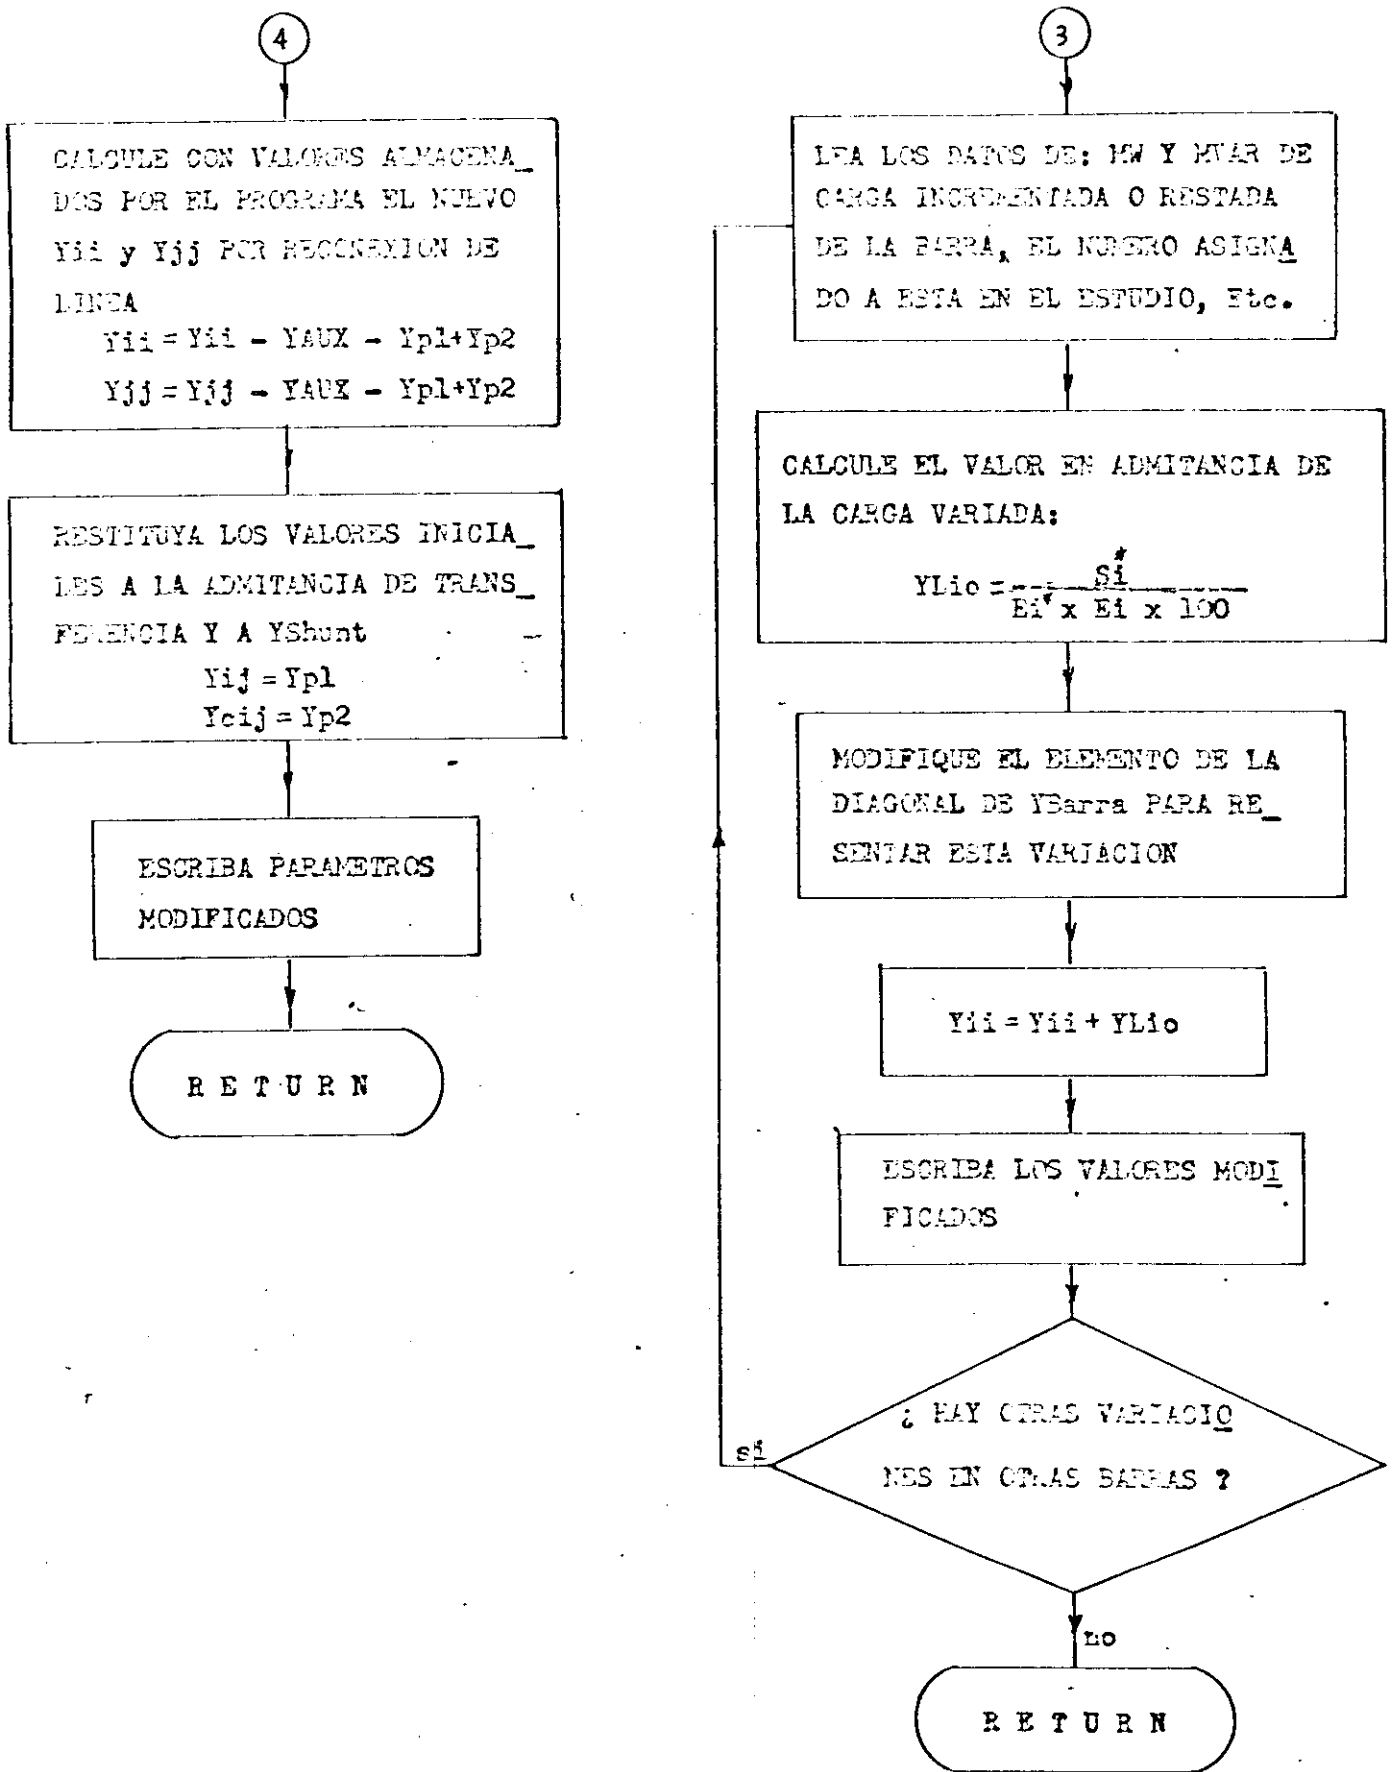 4
CALCULE CON VALORES ALMACENA_
DOS POR EL PROGRAMA EL NUEVO
Yii y Yjj POR RECONEXION DE
LINEA
Yii = Yii - YAUX - Yp1+Yp2
Yjj = Yjj - YAUX - Yp1+Yp2
RESTITUYA LOS VALORES INICIA_
LES A LA ADMITANCIA DE TRANS_
FERENCIA Y A YShunt
Yij = Yp1
Ycij = Yp2
ESCRIBA PARAMETROS
MODIFICADOS
R E T U R N
3
LEA LOS DATOS DE: MW Y MVAR DE
CARGA INCREMENTADA O RESTADA
DE LA BARRA, EL NUMERO ASIGNA
DO A ESTA EN EL ESTUDIO, Etc.
CALCULE EL VALOR EN ADMITANCIA DE
LA CARGA VARIADA:
Si*
YLio =
Ei* x Ei x 100
MODIFIQUE EL ELEMENTO DE LA
DIAGONAL DE YBarra PARA RE_
SENTAR ESTA VARIACION
Yii = Yii + YLio
ESCRIBA LOS VALORES MODI
FICADOS
¿ HAY OTRAS VARIACIO
NES EN OTRAS BARRAS ?
si
no
R E T U R N